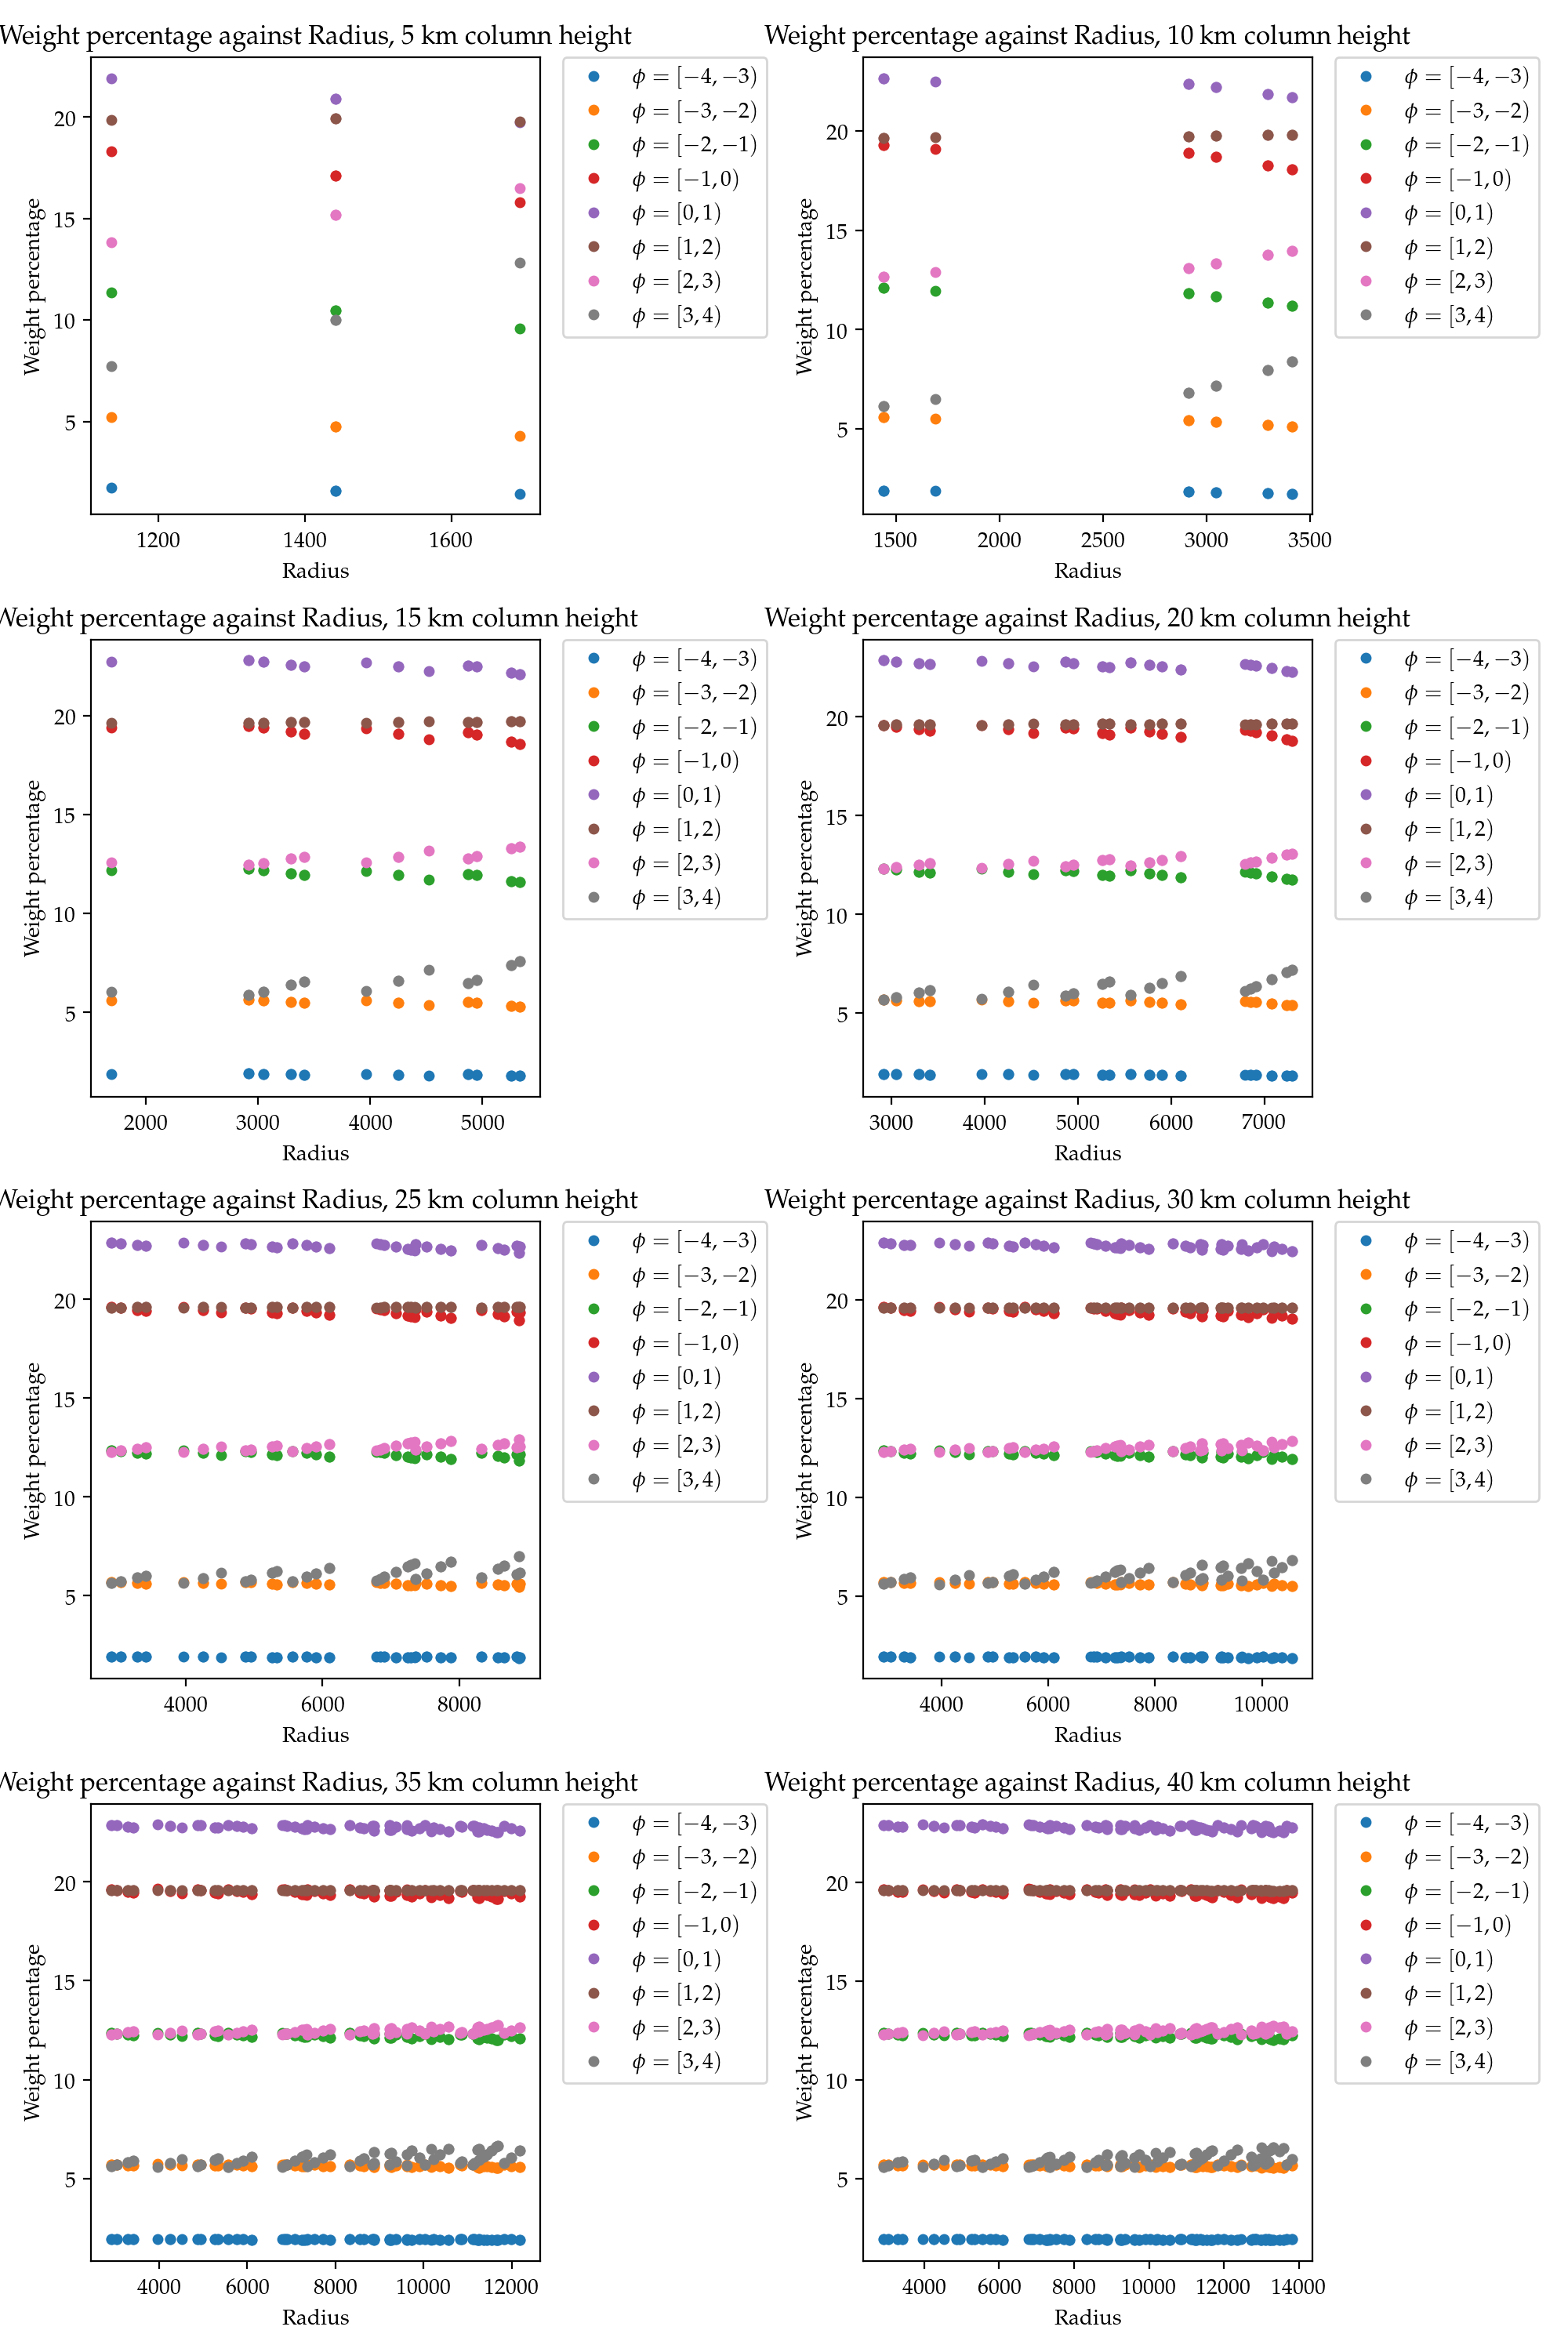 Weight percentage against Radius, 5 km column height
Weight percentage
20
15
10
5
1200 1400 1600
Radius
ϕ = [−4, −3)
ϕ = [−3, −2)
ϕ = [−2, −1)
ϕ = [−1, 0)
ϕ = [0, 1)
ϕ = [1, 2)
ϕ = [2, 3)
ϕ = [3, 4)
Weight percentage against Radius, 10 km column height
Weight percentage
20
15
10
5
1500 2000 2500 3000 3500
Radius
ϕ = [−4, −3)
ϕ = [−3, −2)
ϕ = [−2, −1)
ϕ = [−1, 0)
ϕ = [0, 1)
ϕ = [1, 2)
ϕ = [2, 3)
ϕ = [3, 4)
Weight percentage against Radius, 15 km column height
Weight percentage
20
15
10
5
2000 3000 4000 5000
Radius
ϕ = [−4, −3)
ϕ = [−3, −2)
ϕ = [−2, −1)
ϕ = [−1, 0)
ϕ = [0, 1)
ϕ = [1, 2)
ϕ = [2, 3)
ϕ = [3, 4)
Weight percentage against Radius, 20 km column height
Weight percentage
20
15
10
5
3000 4000 5000 6000 7000
Radius
ϕ = [−4, −3)
ϕ = [−3, −2)
ϕ = [−2, −1)
ϕ = [−1, 0)
ϕ = [0, 1)
ϕ = [1, 2)
ϕ = [2, 3)
ϕ = [3, 4)
Weight percentage against Radius, 25 km column height
Weight percentage
20
15
10
5
4000 6000 8000
Radius
ϕ = [−4, −3)
ϕ = [−3, −2)
ϕ = [−2, −1)
ϕ = [−1, 0)
ϕ = [0, 1)
ϕ = [1, 2)
ϕ = [2, 3)
ϕ = [3, 4)
Weight percentage against Radius, 30 km column height
Weight percentage
20
15
10
5
4000 6000 8000 10000
Radius
ϕ = [−4, −3)
ϕ = [−3, −2)
ϕ = [−2, −1)
ϕ = [−1, 0)
ϕ = [0, 1)
ϕ = [1, 2)
ϕ = [2, 3)
ϕ = [3, 4)
Weight percentage against Radius, 35 km column height
Weight percentage
20
15
10
5
4000 6000 8000 10000 12000
Radius
ϕ = [−4, −3)
ϕ = [−3, −2)
ϕ = [−2, −1)
ϕ = [−1, 0)
ϕ = [0, 1)
ϕ = [1, 2)
ϕ = [2, 3)
ϕ = [3, 4)
Weight percentage against Radius, 40 km column height
Weight percentage
20
15
10
5
4000 6000 8000 10000 12000 14000
Radius
ϕ = [−4, −3)
ϕ = [−3, −2)
ϕ = [−2, −1)
ϕ = [−1, 0)
ϕ = [0, 1)
ϕ = [1, 2)
ϕ = [2, 3)
ϕ = [3, 4)